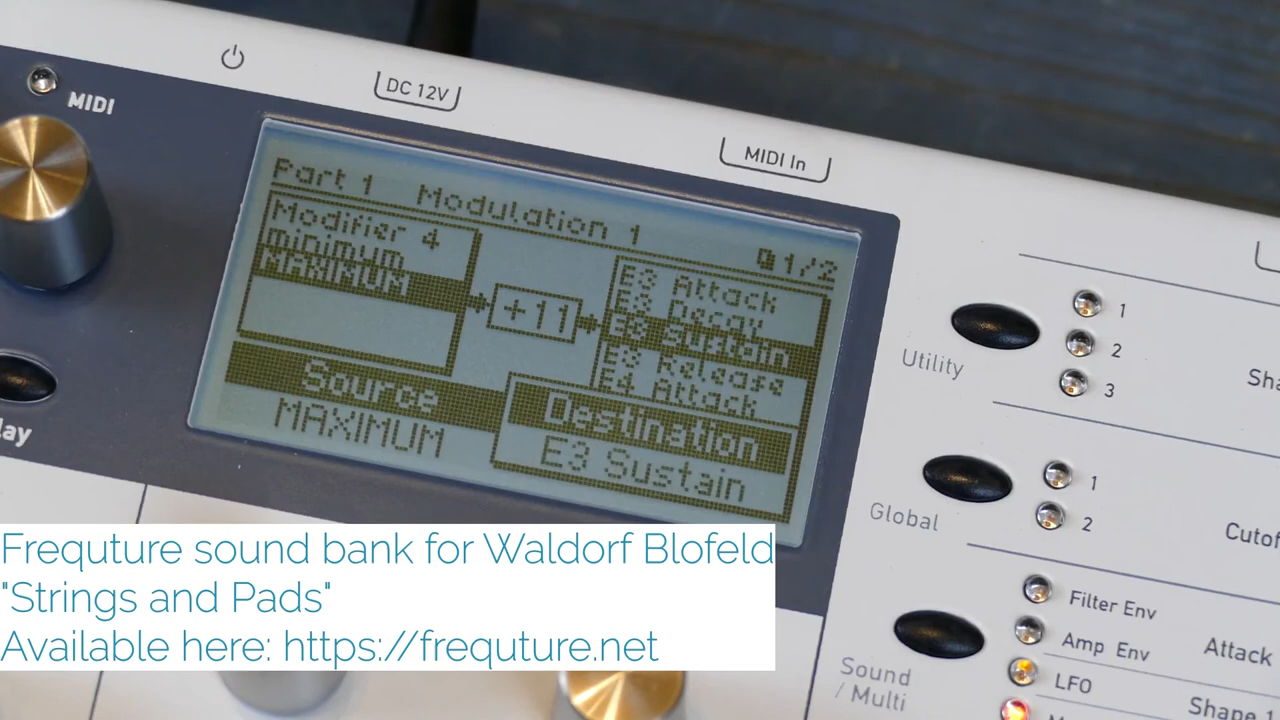 MIDI
DC 12V
MIDI In
Part 1 Modulation 1
1/2
Modifier 4
minimum
MAXIMUM
+11
E3 Attack
E3 Decay
E3 Sustain
E3 Release
E4 Attack
Source
MAXIMUM
Destination
E3 Sustain
Utility
1
2
3
Global
1
2
Sound
/ Multi
Filter Env
Amp Env
LFO
Attack
Shape 1
Frequture sound bank for Waldorf Blofeld
"Strings and Pads"
Available here: https://frequture.net